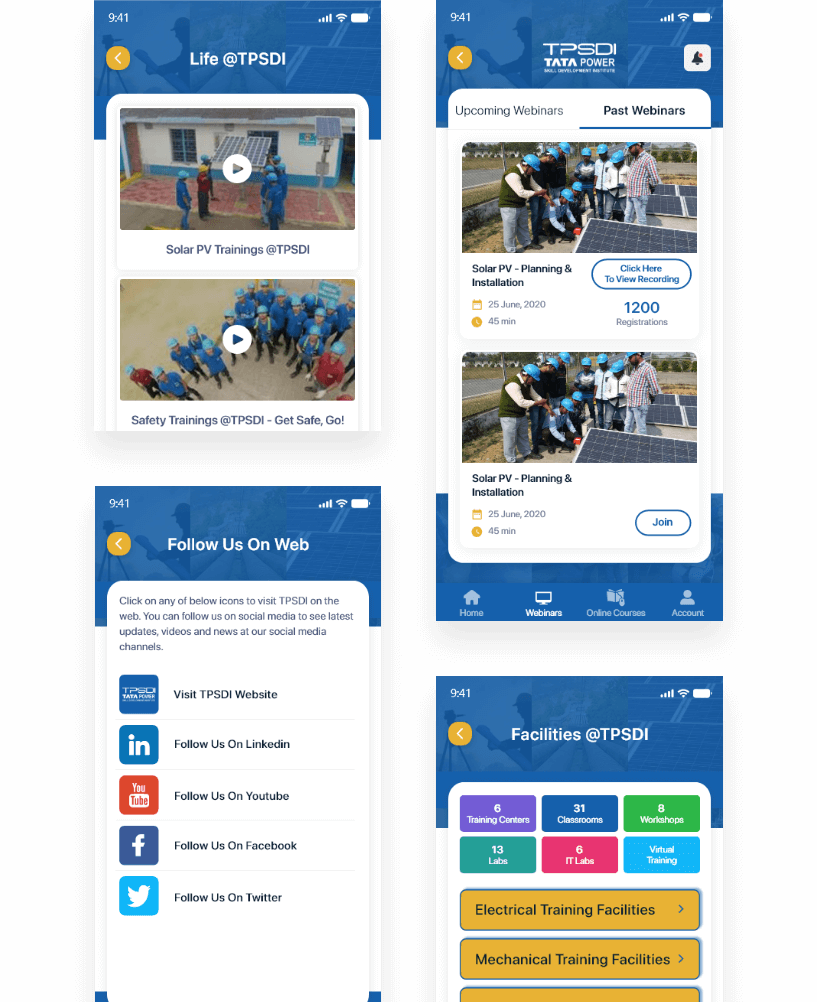 9:41
Life @TPSDI
Solar PV Trainings @TPSDI
Safety Trainings @TPSDI - Get Safe, Go!
9:41
TPSDI
TATA POWER
SKILL DEVELOPMENT INSTITUTE
Upcoming Webinars
Past Webinars
Solar PV - Planning &
Installation
Click Here
To View Recording
25 June, 2020
45 min
1200
Registrations
Solar PV - Planning &
Installation
25 June, 2020
45 min
Join
Home
Webinars
Online Courses
Account
9:41
Follow Us On Web
Click on any of below icons to visit TPSDI on the
web. You can follow us on social media to see latest
updates, videos and news at our social media
channels.
TPSDI
TATA POWER
Visit TPSDI Website
in
Follow Us On Linkedin
You
Tube
Follow Us On Youtube
f
Follow Us On Facebook
Follow Us On Twitter
9:41
Facilities @TPSDI
6
Training Centers
31
Classrooms
8
Workshops
13
Labs
6
IT Labs
Virtual
Training
Electrical Training Facilities
Mechanical Training Facilities